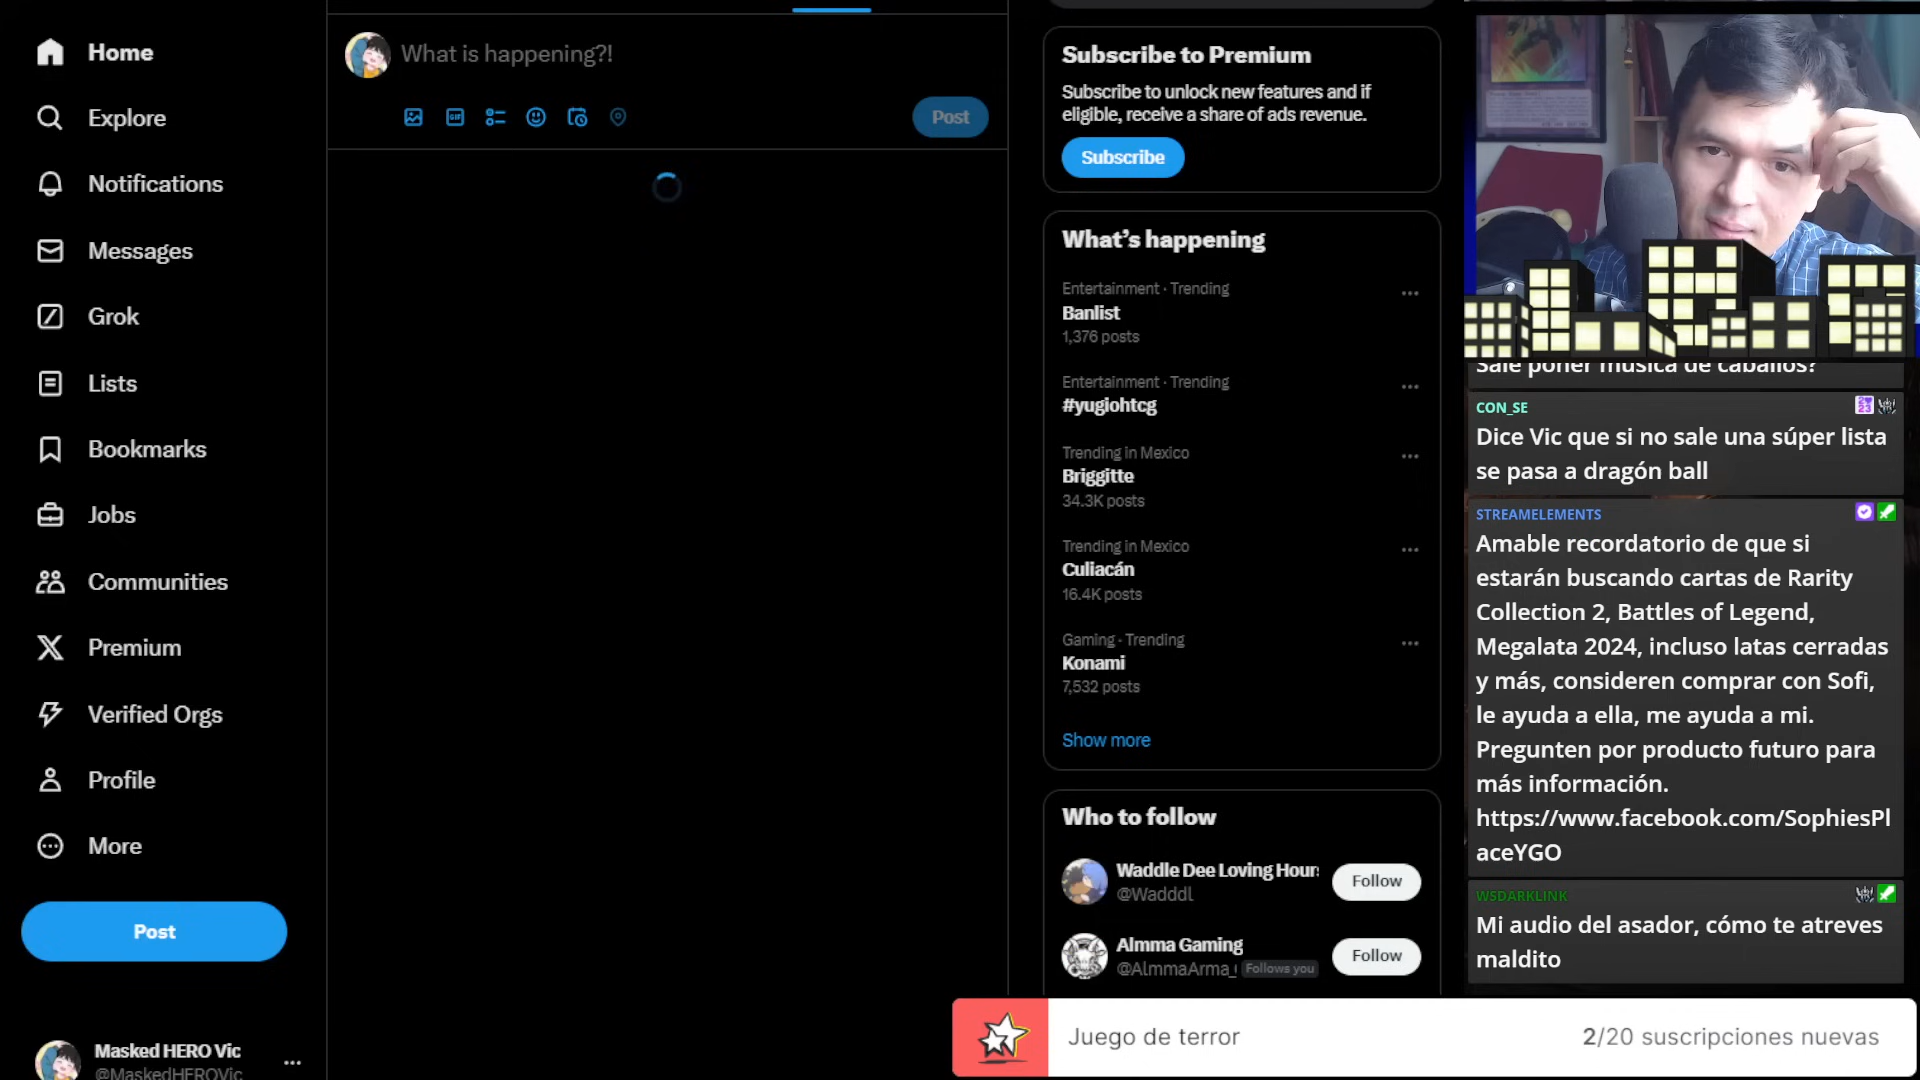 Home
Explore
Notifications
Messages
Grok
Lists
Bookmarks
Jobs
Communities
Premium
Verified Orgs
Profile
More
Post
Masked HERO Vic
@MaskedHEROVic
What is happening?!
GIF
Post
Subscribe to Premium
Subscribe to unlock new features and if
eligible, receive a share of ads revenue.
Subscribe
What's happening
Entertainment · Trending
Banlist
1,376 posts
Entertainment · Trending
#yugiohtcg
Trending in Mexico
Briggitte
34.3K posts
Trending in Mexico
Culiacán
16.4K posts
Gaming · Trending
Konami
7,532 posts
Show more
Who to follow
Waddle Dee Loving Hours
@Wadddl
Follow
Almma Gaming
@AlmmaArma_
Follows you
Follow
Sale poner musica de caballos?
CON_SE
Dice Vic que si no sale una súper lista
se pasa a dragón ball
STREAMELEMENTS
Amable recordatorio de que si
estarán buscando cartas de Rarity
Collection 2, Battles of Legend,
Megalata 2024, incluso latas cerradas
y más, consideren comprar con Sofi,
le ayuda a ella, me ayuda a mi.
Pregunten por producto futuro para
más información.
https://www.facebook.com/SophiesPl
aceYGO
WSDARKLINK
Mi audio del asador, cómo te atreves
maldito
Juego de terror
2/20 suscripciones nuevas